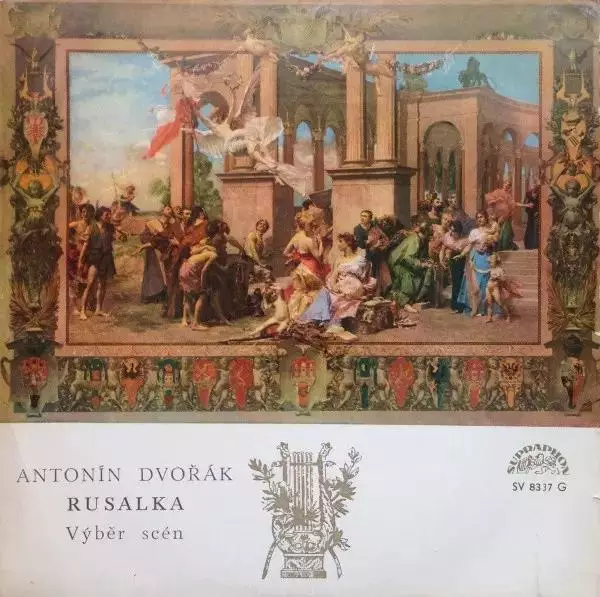 ANTONÍN DVOŘÁK
RUSALKA
Výběr scén
SUPRAPHON
SV 8337 G